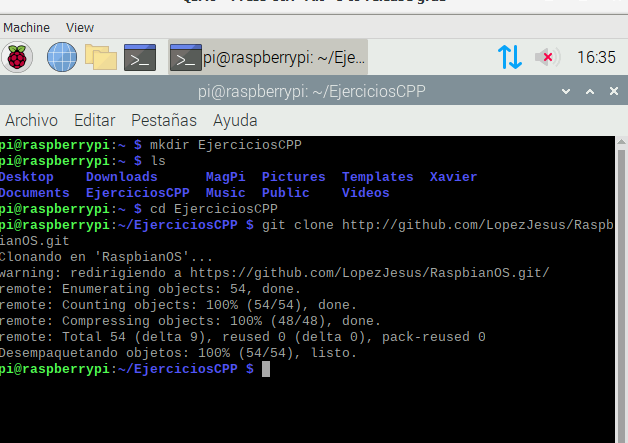 Machine View
pi@raspberrypi: ~/Eje... 16:35
pi@raspberrypi: ~/EjerciciosCPP
Archivo Editar Pestañas Ayuda
pi@raspberrypi:~ $ mkdir EjerciciosCPP
pi@raspberrypi:~ $ ls
Desktop Downloads MagPi Pictures Templates Xavier
Documents EjerciciosCPP Music Public Videos
pi@raspberrypi:~ $ cd EjerciciosCPP
pi@raspberrypi:~/EjerciciosCPP $ git clone http://github.com/LopezJesus/Raspb
ianOS.git
Clonando en 'RaspbianOS'...
warning: redirigiendo a https://github.com/LopezJesus/RaspbianOS.git/
remote: Enumerating objects: 54, done.
remote: Counting objects: 100% (54/54), done.
remote: Compressing objects: 100% (48/48), done.
remote: Total 54 (delta 9), reused 0 (delta 0), pack-reused 0
Desempaquetando objetos: 100% (54/54), listo.
pi@raspberrypi:~/EjerciciosCPP $